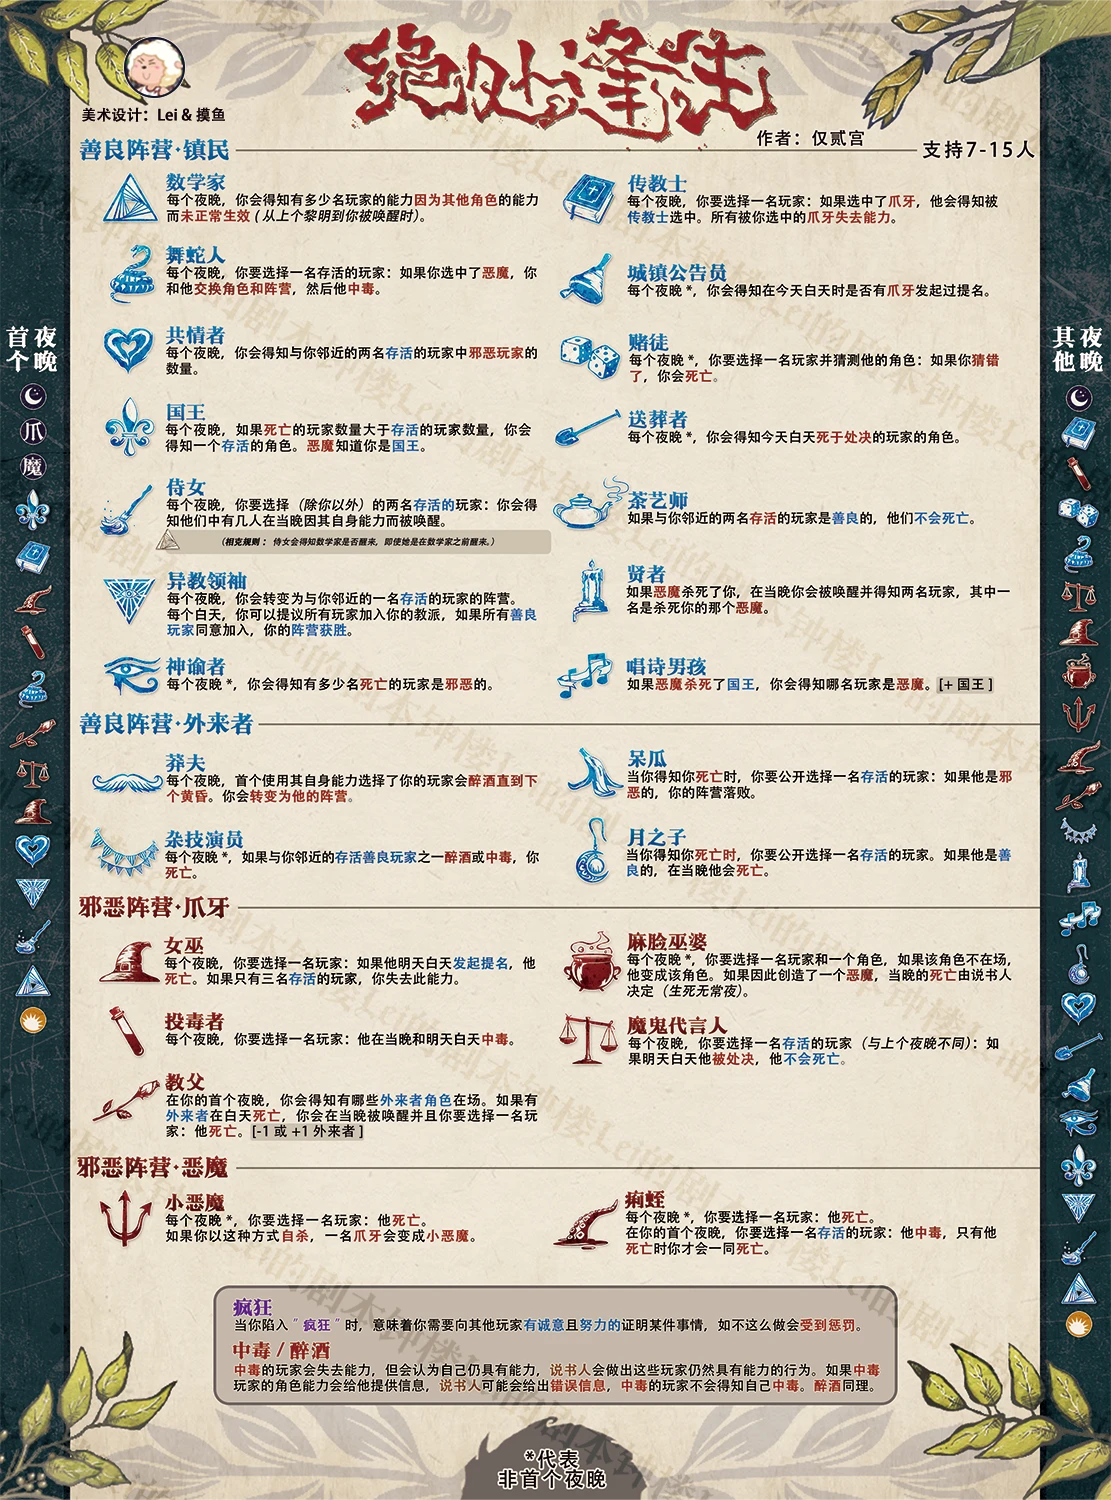 绝处逢生
美术设计：Lei & 摸鱼
作者：仅贰宫
支持7-15人
善良阵营·镇民
数学家
每个夜晚，你会得知有多少名玩家的能力因为其他角色的能力
而未正常生效 ( 从上个黎明到你被唤醒时 )。
舞蛇人
每个夜晚，你要选择一名存活的玩家：如果你选中了恶魔，你
和他交换角色和阵营，然后他中毒。
共情者
每个夜晚，你会得知与你邻近的两名存活的玩家中邪恶玩家的
数量。
国王
每个夜晚，如果死亡的玩家数量大于存活的玩家数量，你会
得知一个存活的角色。恶魔知道你是国王。
侍女
每个夜晚，你要选择（除你以外）的两名存活的玩家：你会得
知他们中有几人在当晚因其自身能力而被唤醒。
（相克规则： 侍女会得知数学家是否醒来，即使她是在数学家之前醒来。）
异教领袖
每个夜晚，你会转变为与你邻近的一名存活的玩家的阵营。
每个白天，你可以提议所有玩家加入你的教派，如果所有善良
玩家同意加入，你的阵营获胜。
神谕者
每个夜晚 *，你会得知有多少名死亡的玩家是邪恶的。
传教士
每个夜晚，你要选择一名玩家：如果选中了爪牙，他会得知被
传教士选中。所有被你选中的爪牙失去能力。
城镇公告员
每个夜晚 *，你会得知在今天白天时是否有爪牙发起过提名。
赌徒
每个夜晚 *，你要选择一名玩家并猜测他的角色：如果你猜错
了，你会死亡。
送葬者
每个夜晚 *，你会得知今天白天死于处决的玩家的角色。
茶艺师
如果与你邻近的两名存活的玩家是善良的，他们不会死亡。
贤者
如果恶魔杀死了你，在当晚你会被唤醒并得知两名玩家，其中一
名是杀死你的那个恶魔。
唱诗男孩
如果恶魔杀死了国王，你会得知哪名玩家是恶魔。[+ 国王 ]
善良阵营·外来者
莽夫
每个夜晚，首个使用其自身能力选择了你的玩家会醉酒直到下
个黄昏。你会转变为他的阵营。
杂技演员
每个夜晚 *，如果与你邻近的存活善良玩家之一醉酒或中毒，你
死亡。
呆瓜
当你得知你死亡时，你要公开选择一名存活的玩家：如果他是邪
恶的，你的阵营落败。
月之子
当你得知你死亡时，你要公开选择一名存活的玩家。如果他是善
良的，在当晚他会死亡。
邪恶阵营·爪牙
女巫
每个夜晚，你要选择一名玩家：如果他明天白天发起提名，他
死亡。如果只有三名存活的玩家，你失去此能力。
投毒者
每个夜晚，你要选择一名玩家：他在当晚和明天白天中毒。
教父
在你的首个夜晚，你会得知有哪些外来者角色在场。如果有
外来者在白天死亡，你会在当晚被唤醒并且你要选择一名玩
家：他死亡。[-1 或 +1 外来者 ]
麻脸巫婆
每个夜晚 *，你要选择一名玩家和一个角色，如果该角色不在场，
他变成该角色。如果因此创造了一个恶魔，当晚的死亡由说书人
决定（生死无常夜）。
魔鬼代言人
每个夜晚，你要选择一名存活的玩家（与上个夜晚不同）：如
果明天白天他被处决，他不会死亡。
邪恶阵营·恶魔
小恶魔
每个夜晚 *，你要选择一名玩家：他死亡。
如果你以这种方式自杀，一名爪牙会变成小恶魔。
痢蛭
每个夜晚 *，你要选择一名玩家：他死亡。
在你的首个夜晚，你要选择一名存活的玩家：他中毒，只有他
死亡时你才会一同死亡。
疯狂
当你陷入 " 疯狂 " 时，意味着你需要向其他玩家有诚意且努力的证明某件事情，如不这么做会受到惩罚。
中毒 / 醉酒
中毒的玩家会失去能力，但会认为自己仍具有能力，说书人会做出这些玩家仍然具有能力的行为。如果中毒
玩家的角色能力会给他提供信息，说书人可能会给出错误信息，中毒的玩家不会得知自己中毒。醉酒同理。
*代表
非首个夜晚
首个夜晚
爪
魔
其他夜晚